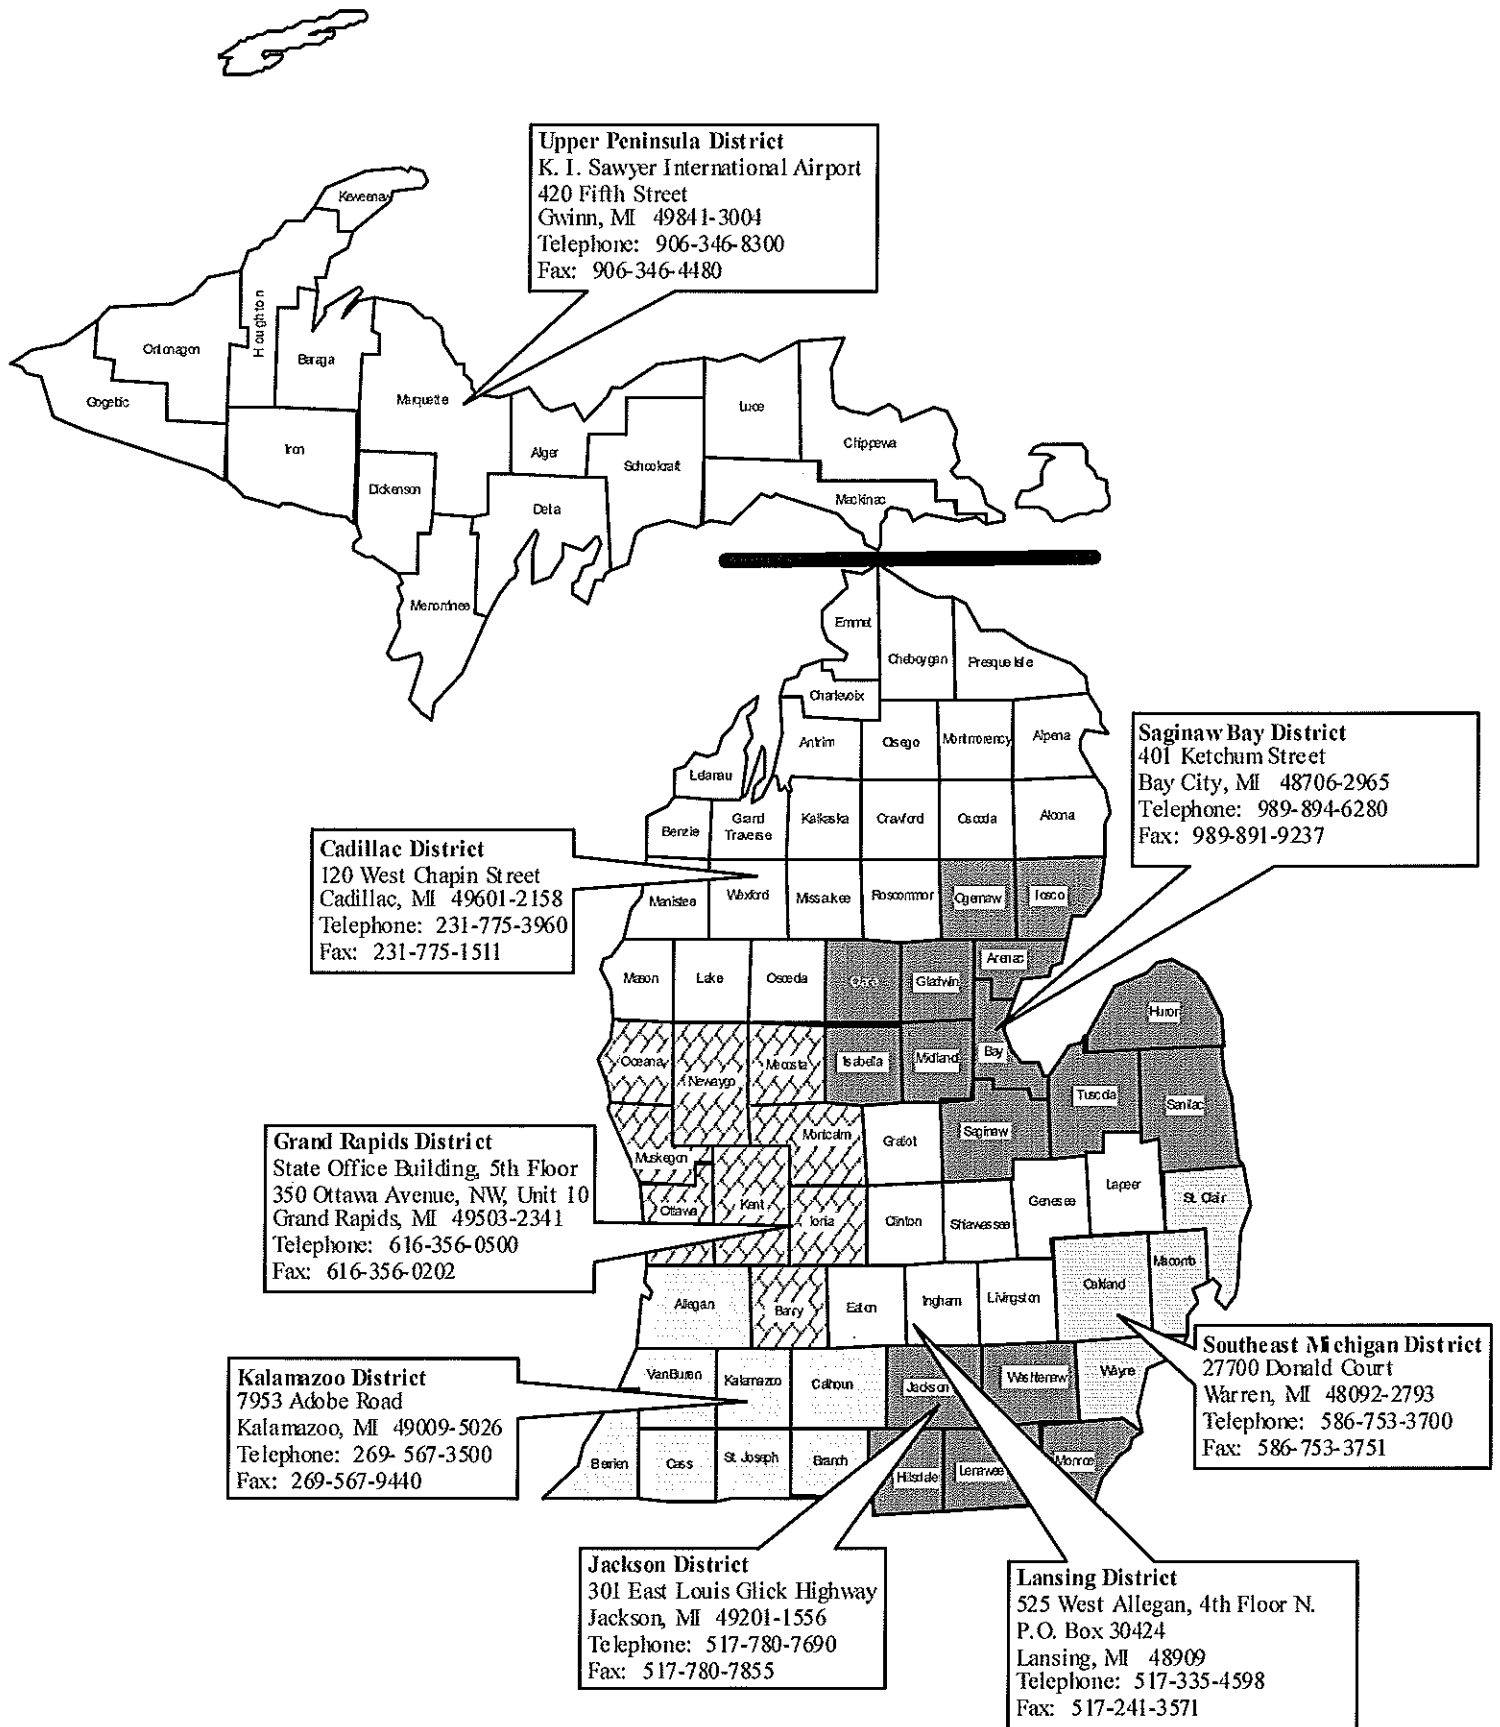 Upper Peninsula District
K. I. Sawyer International Airport
420 Fifth Street
Gwinn, MI 49841-3004
Telephone: 906-346-8300
Fax: 906-346-4480
Keweenaw
Houghton
Ontonagon
Baraga
Gogebic
Marquette
Iron
Dickenson
Alger
Luce
Schoolcraft
Chippewa
Mackinac
Delta
Menominee
Emmet
Cheboygan
Presque Isle
Charlevoix
Antrim
Otsego
Montmorency
Alpena
Lelanau
Benzie
Grand
Traverse
Kalkaska
Crawford
Oscoda
Alcona
Saginaw Bay District
401 Ketchum Street
Bay City, MI 48706-2965
Telephone: 989-894-6280
Fax: 989-891-9237
Cadillac District
120 West Chapin Street
Cadillac, MI 49601-2158
Telephone: 231-775-3960
Fax: 231-775-1511
Manistee
Wexford
Missaukee
Roscommon
Ogemaw
Iosco
Mason
Lake
Osceola
Clare
Gladwin
Arenac
Huron
Oceana
Newaygo
Mecosta
Isabella
Midland
Bay
Tuscola
Sanilac
Grand Rapids District
State Office Building, 5th Floor
350 Ottawa Avenue, NW, Unit 10
Grand Rapids, MI 49503-2341
Telephone: 616-356-0500
Fax: 616-356-0202
Muskegon
Montcalm
Gratiot
Saginaw
Ottawa
Kent
Ionia
Clinton
Shiawassee
Genesee
Lapeer
St. Clair
Allegan
Barry
Eaton
Ingham
Livingston
Oakland
Macomb
Kalamazoo District
7953 Adobe Road
Kalamazoo, MI 49009-5026
Telephone: 269- 567-3500
Fax: 269-567-9440
Van Buren
Kalamazoo
Calhoun
Jackson
Washtenaw
Wayne
Southeast Michigan District
27700 Donald Court
Warren, MI 48092-2793
Telephone: 586-753-3700
Fax: 586-753-3751
Berrien
Cass
St. Joseph
Branch
Hillsdale
Lenawee
Monroe
Jackson District
301 East Louis Glick Highway
Jackson, MI 49201-1556
Telephone: 517-780-7690
Fax: 517-780-7855
Lansing District
525 West Allegan, 4th Floor N.
P.O. Box 30424
Lansing, MI 48909
Telephone: 517-335-4598
Fax: 517-241-3571